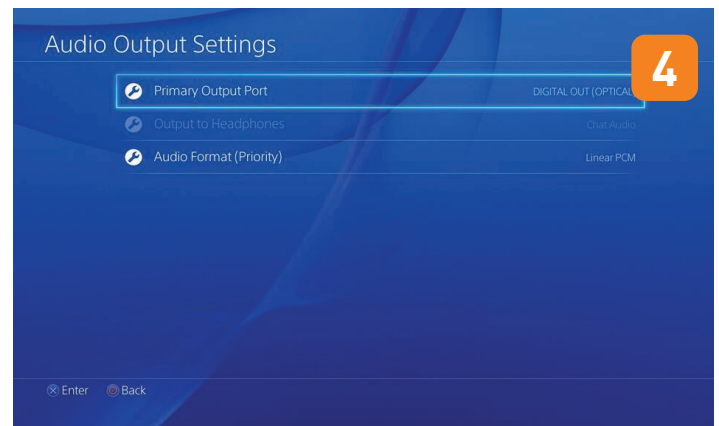 Audio Output Settings
4
Primary Output Port DIGITAL OUT (OPTICAL
Output to Headphones Chat Audio
Audio Format (Priority) Linear PCM
Enter Back